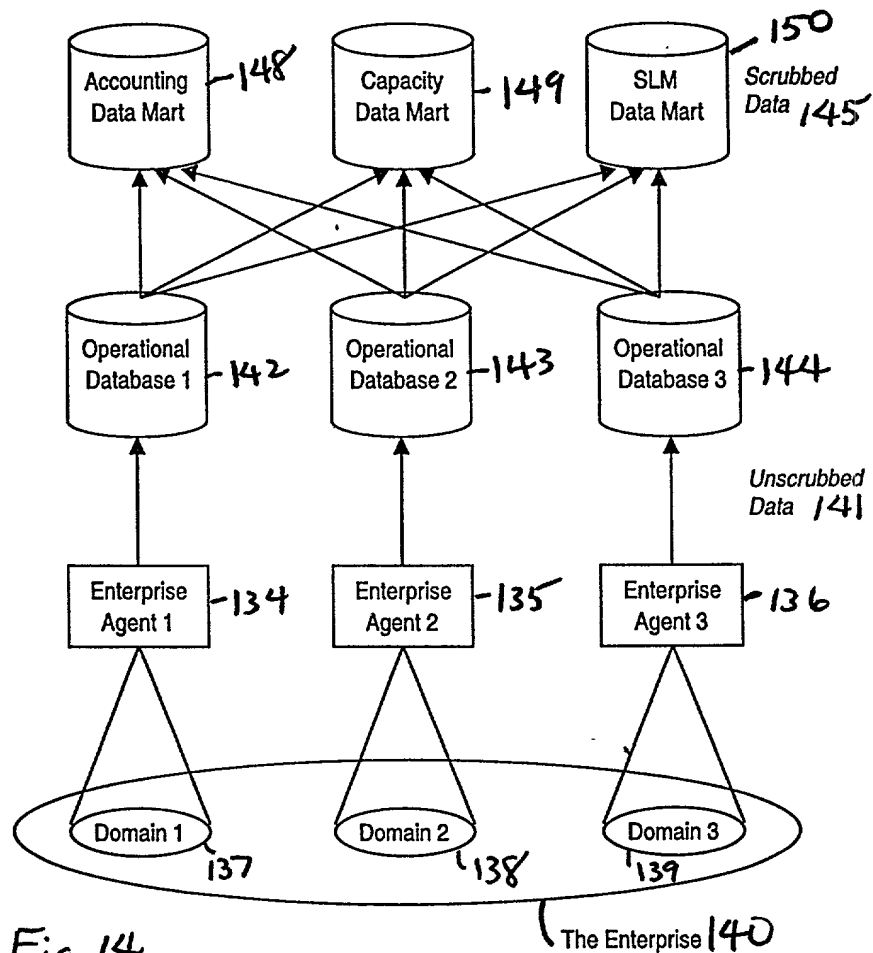 150
Accounting
Data Mart
148
Capacity
Data Mart
149
SLM
Data Mart
Scrubbed
Data 145
Operational
Database 1
142
Operational
Database 2
143
Operational
Database 3
144
Unscrubbed
Data 141
Enterprise
Agent 1
134
Enterprise
Agent 2
135
Enterprise
Agent 3
136
Domain 1
137
Domain 2
138
Domain 3
139
The Enterprise 140
Fig. 14